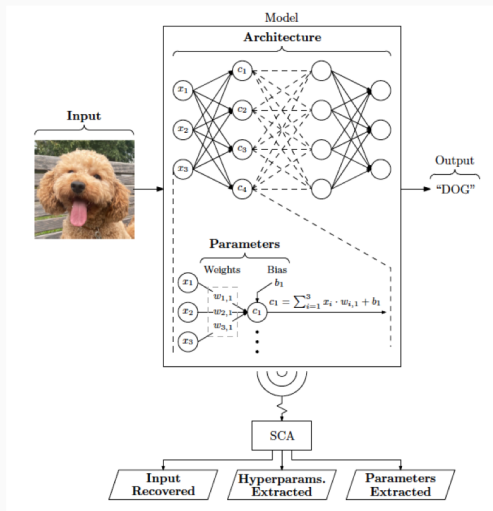 Model
Architecture
x₁
x₂
x₃
c₁
c₂
c₃
c₄
Input
Output
“DOG”
Parameters
Weights
Bias
x₁
x₂
x₃
w₁,₁
w₂,₁
w₃,₁
b₁
c₁
c₁ = ∑³ᵢ₌₁ xᵢ · wᵢ,₁ + b₁
SCA
Input
Recovered
Hyperparams.
Extracted
Parameters
Extracted